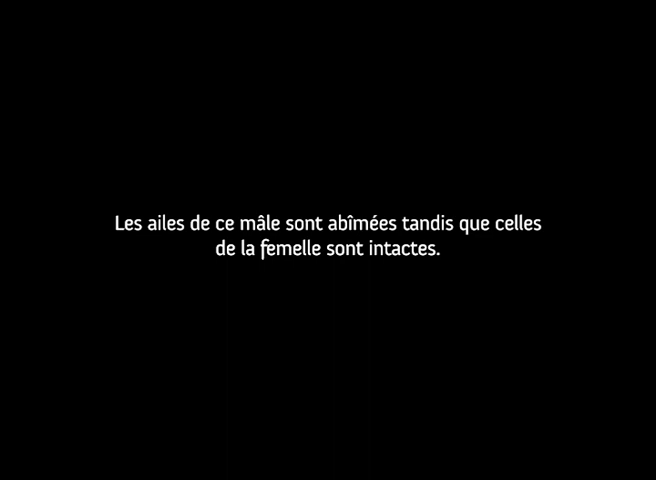 Les ailes de ce mâle sont abîmées tandis que celles
de la femelle sont intactes.